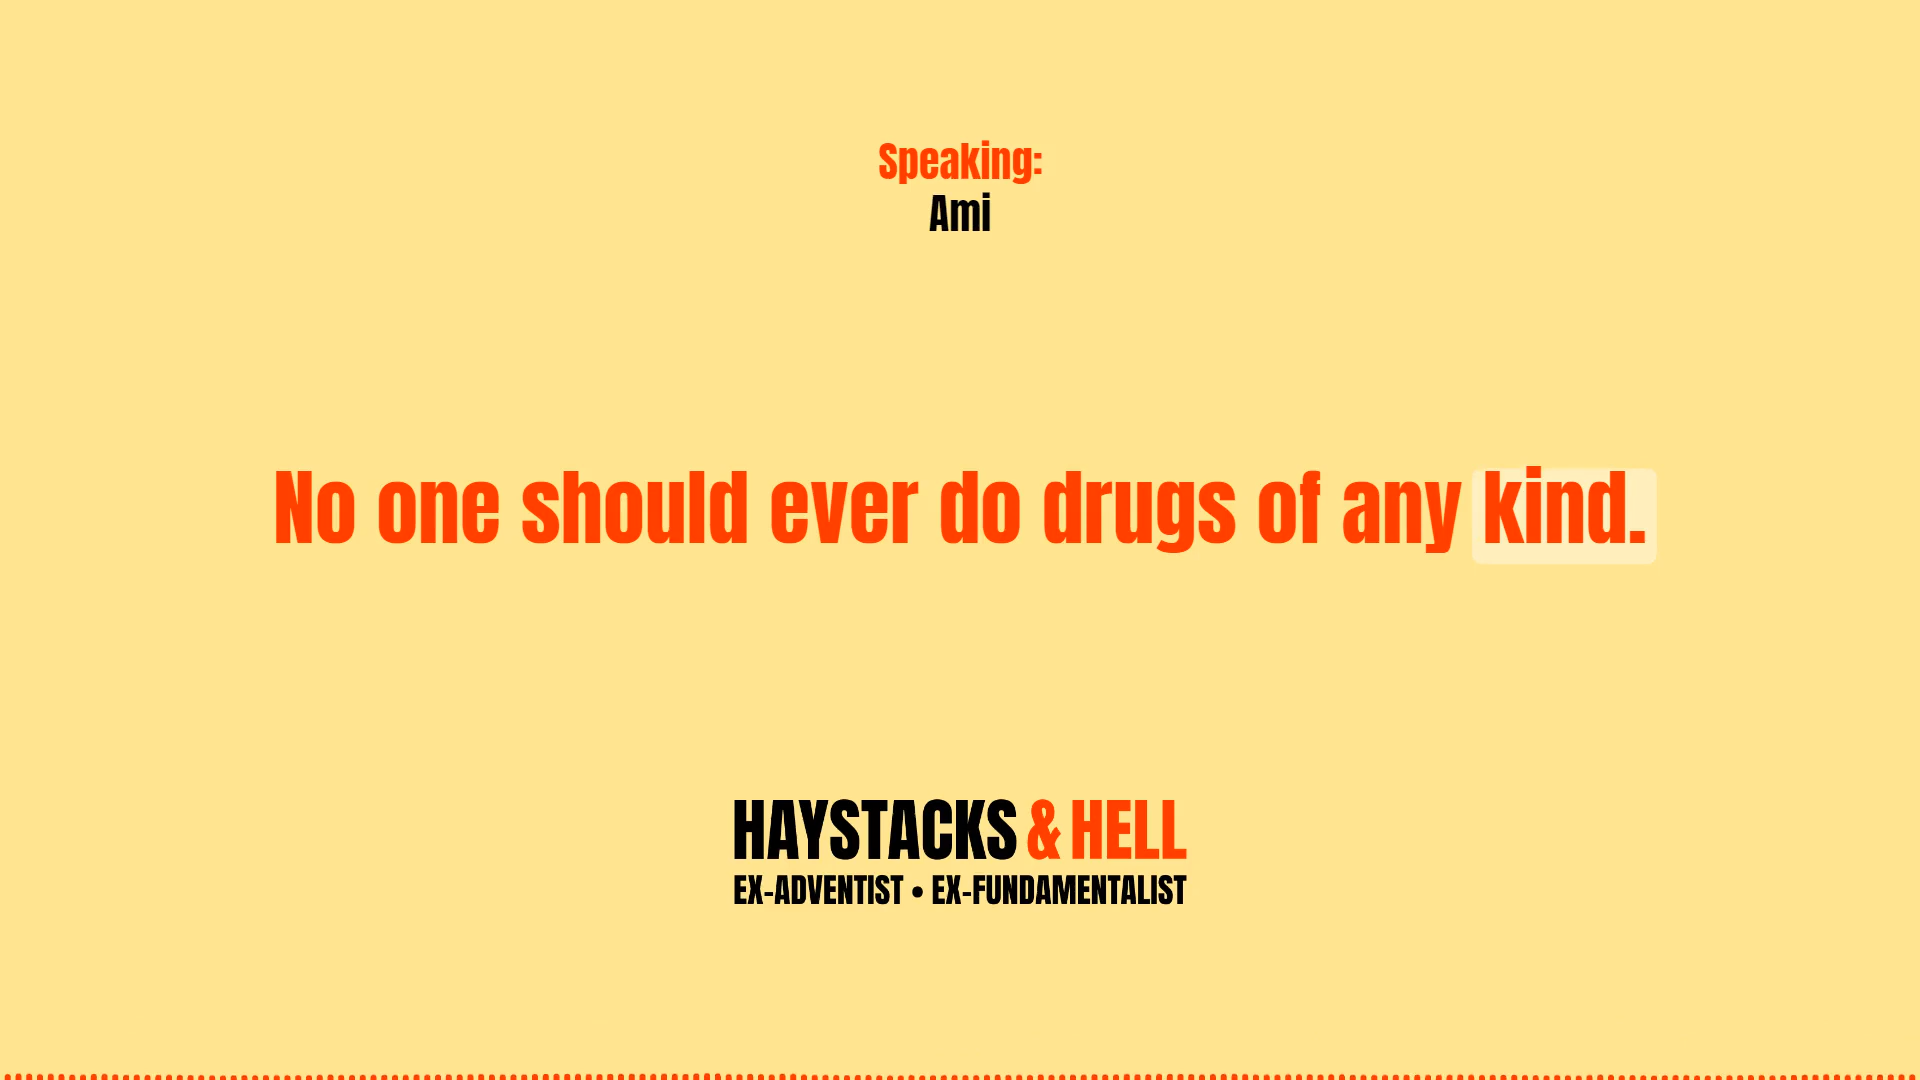 Speaking:
Ami
No one should ever do drugs of any kind.
HAYSTACKS & HELL
EX-ADVENTIST • EX-FUNDAMENTALIST